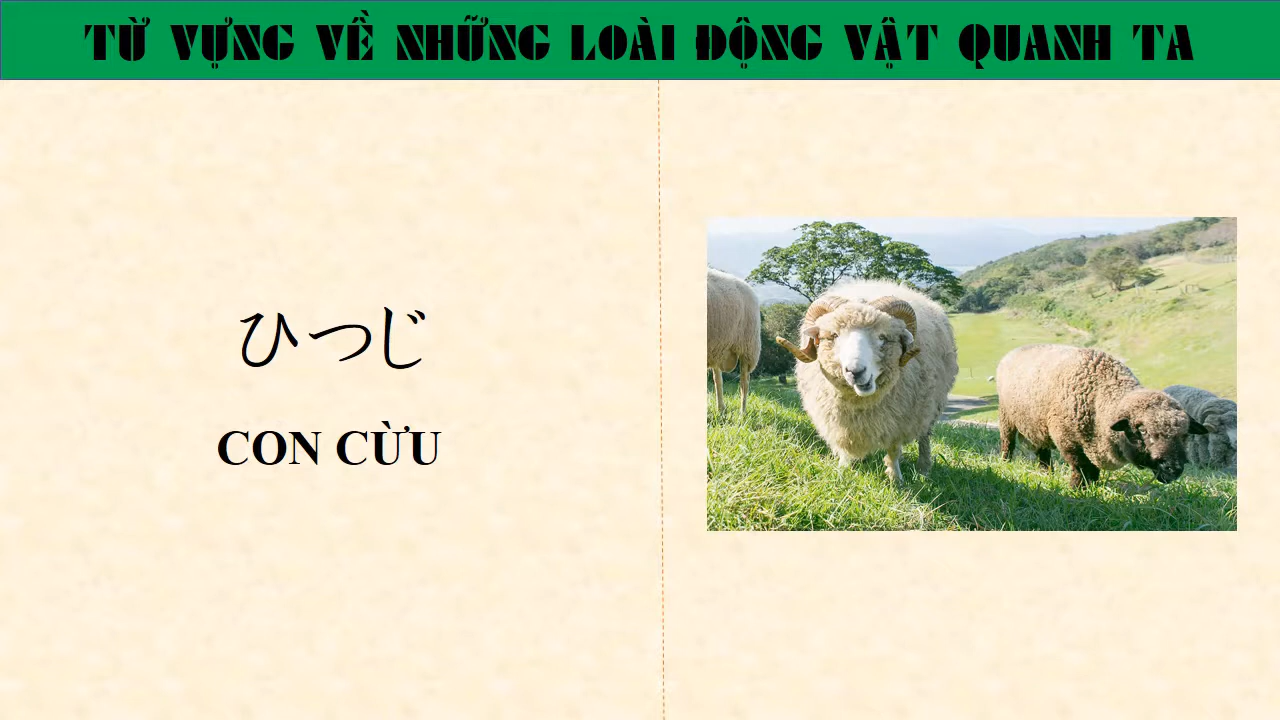 TỪ VỰNG VỀ NHỮNG LOÀI ĐỘNG VẬT QUANH TA
ひつじ
CON CỪU